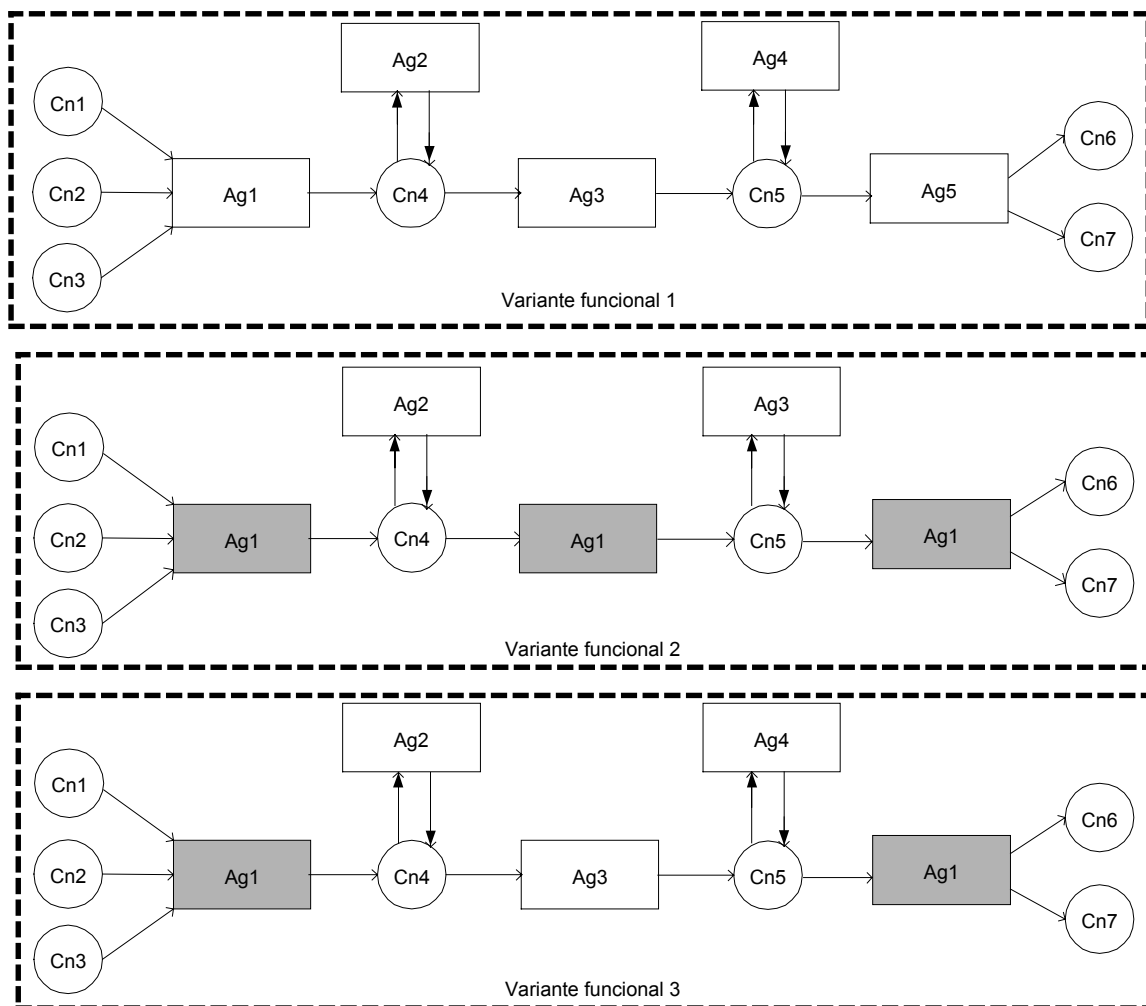 Ag2
Ag4
Cn1
Cn6
Cn2
Ag1
Cn4
Ag3
Cn5
Ag5
Cn7
Cn3
Variante funcional 1
Ag2
Ag3
Cn1
Cn6
Cn2
Ag1
Cn4
Ag1
Cn5
Ag1
Cn7
Cn3
Variante funcional 2
Ag2
Ag4
Cn1
Cn6
Cn2
Ag1
Cn4
Ag3
Cn5
Ag1
Cn7
Cn3
Variante funcional 3